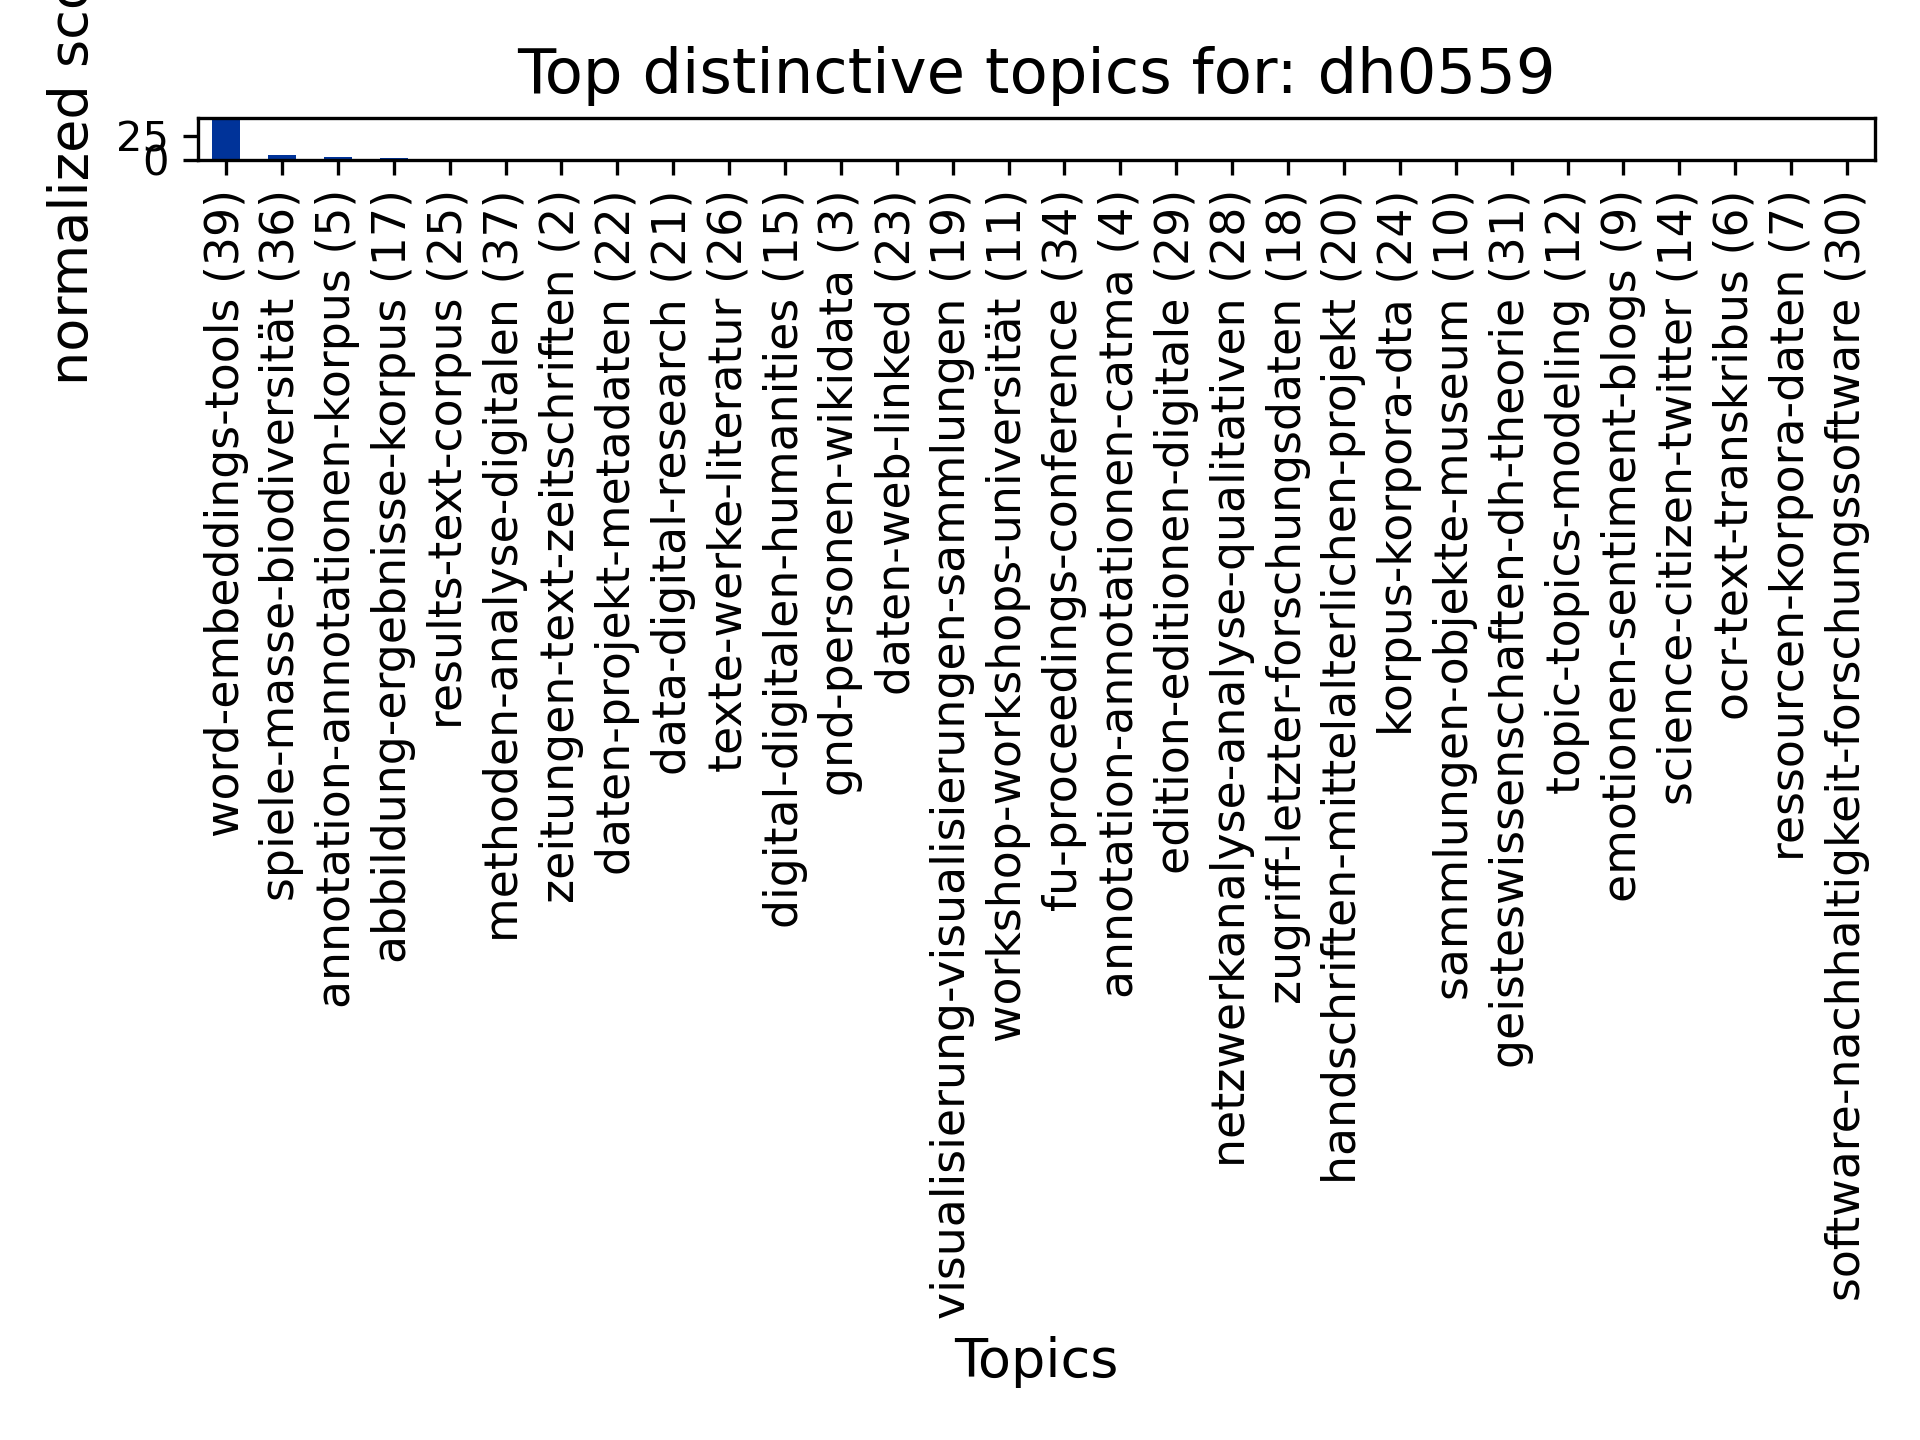 Top distinctive topics for: dh0559
normalized
25
0
word-embeddings-tools (39)
spiele-masse-biodiversität (36)
annotation-annotationen-korpus (5)
abbildung-ergebnisse-korpus (17)
results-text-corpus (25)
methoden-analyse-digitalen (37)
zeitungen-text-zeitschriften (2)
daten-projekt-metadaten (22)
data-digital-research (21)
texte-werke-literatur (26)
digital-digitalen-humanities (15)
gnd-personen-wikidata (3)
daten-web-linked (23)
visualisierung-visualisierungen-sammlungen (19)
workshop-workshops-universität (11)
fu-proceedings-conference (34)
annotation-annotationen-catma (4)
edition-editionen-digitale (29)
netzwerkanalyse-analyse-qualitativen (28)
zugriff-letzter-forschungsdaten (18)
handschriften-mittelalterlichen-projekt (20)
korpus-korpora-dta (24)
sammlungen-objekte-museum (10)
geisteswissenschaften-dh-theorie (31)
topic-topics-modeling (12)
emotionen-sentiment-blogs (9)
science-citizen-twitter (14)
ocr-text-transkribus (6)
ressourcen-korpora-daten (7)
software-nachhaltigkeit-forschungssoftware (30)
Topics